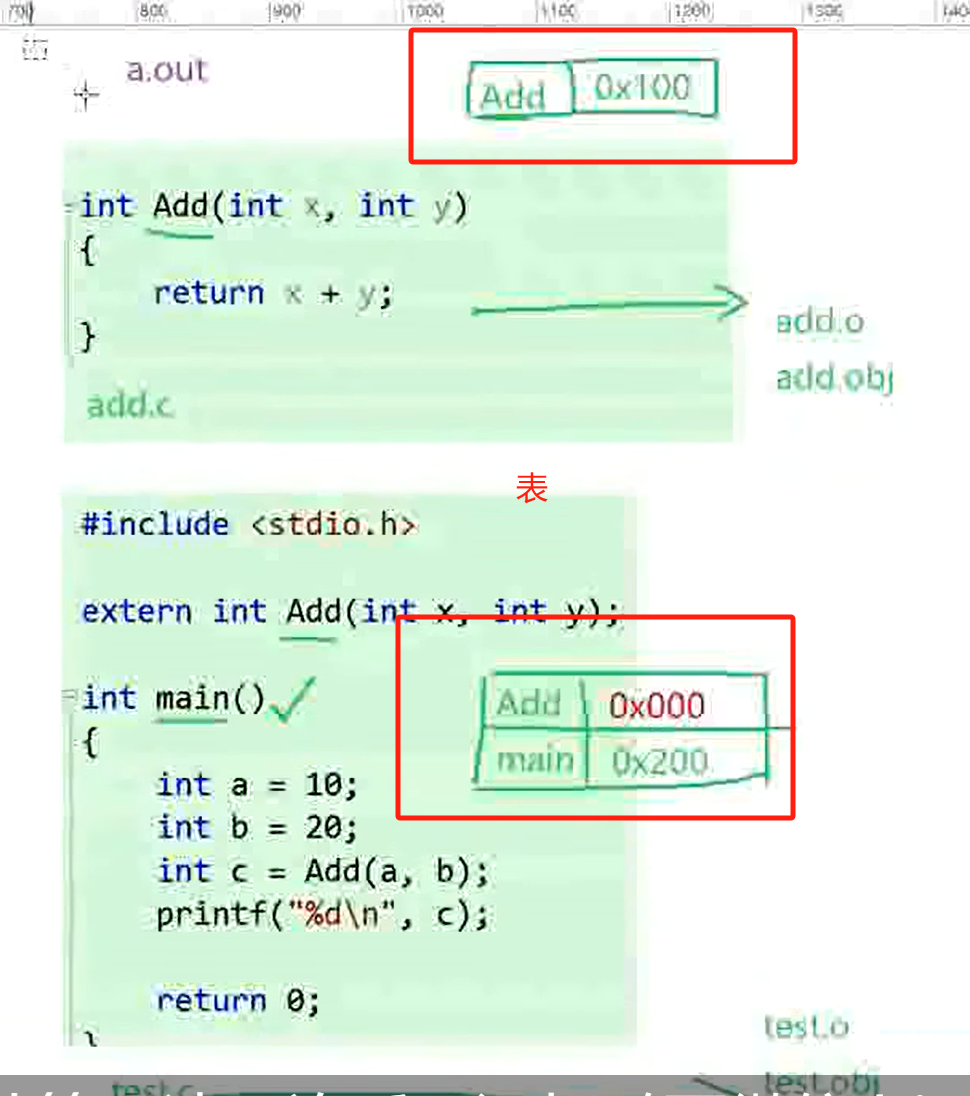 700 800 900 1000 1100 1200 1300
a.out
Add 0x100
int Add(int x, int y)
{
return x + y;
}
add.o
add.obj
add.c
表
#include <stdio.h>
extern int Add(int x, int y);
int main()
{
Add 0x000
main 0x200
int a = 10;
int b = 20;
int c = Add(a, b);
printf("%d\n", c);
return 0;
}
test.o
test.c
test.obj